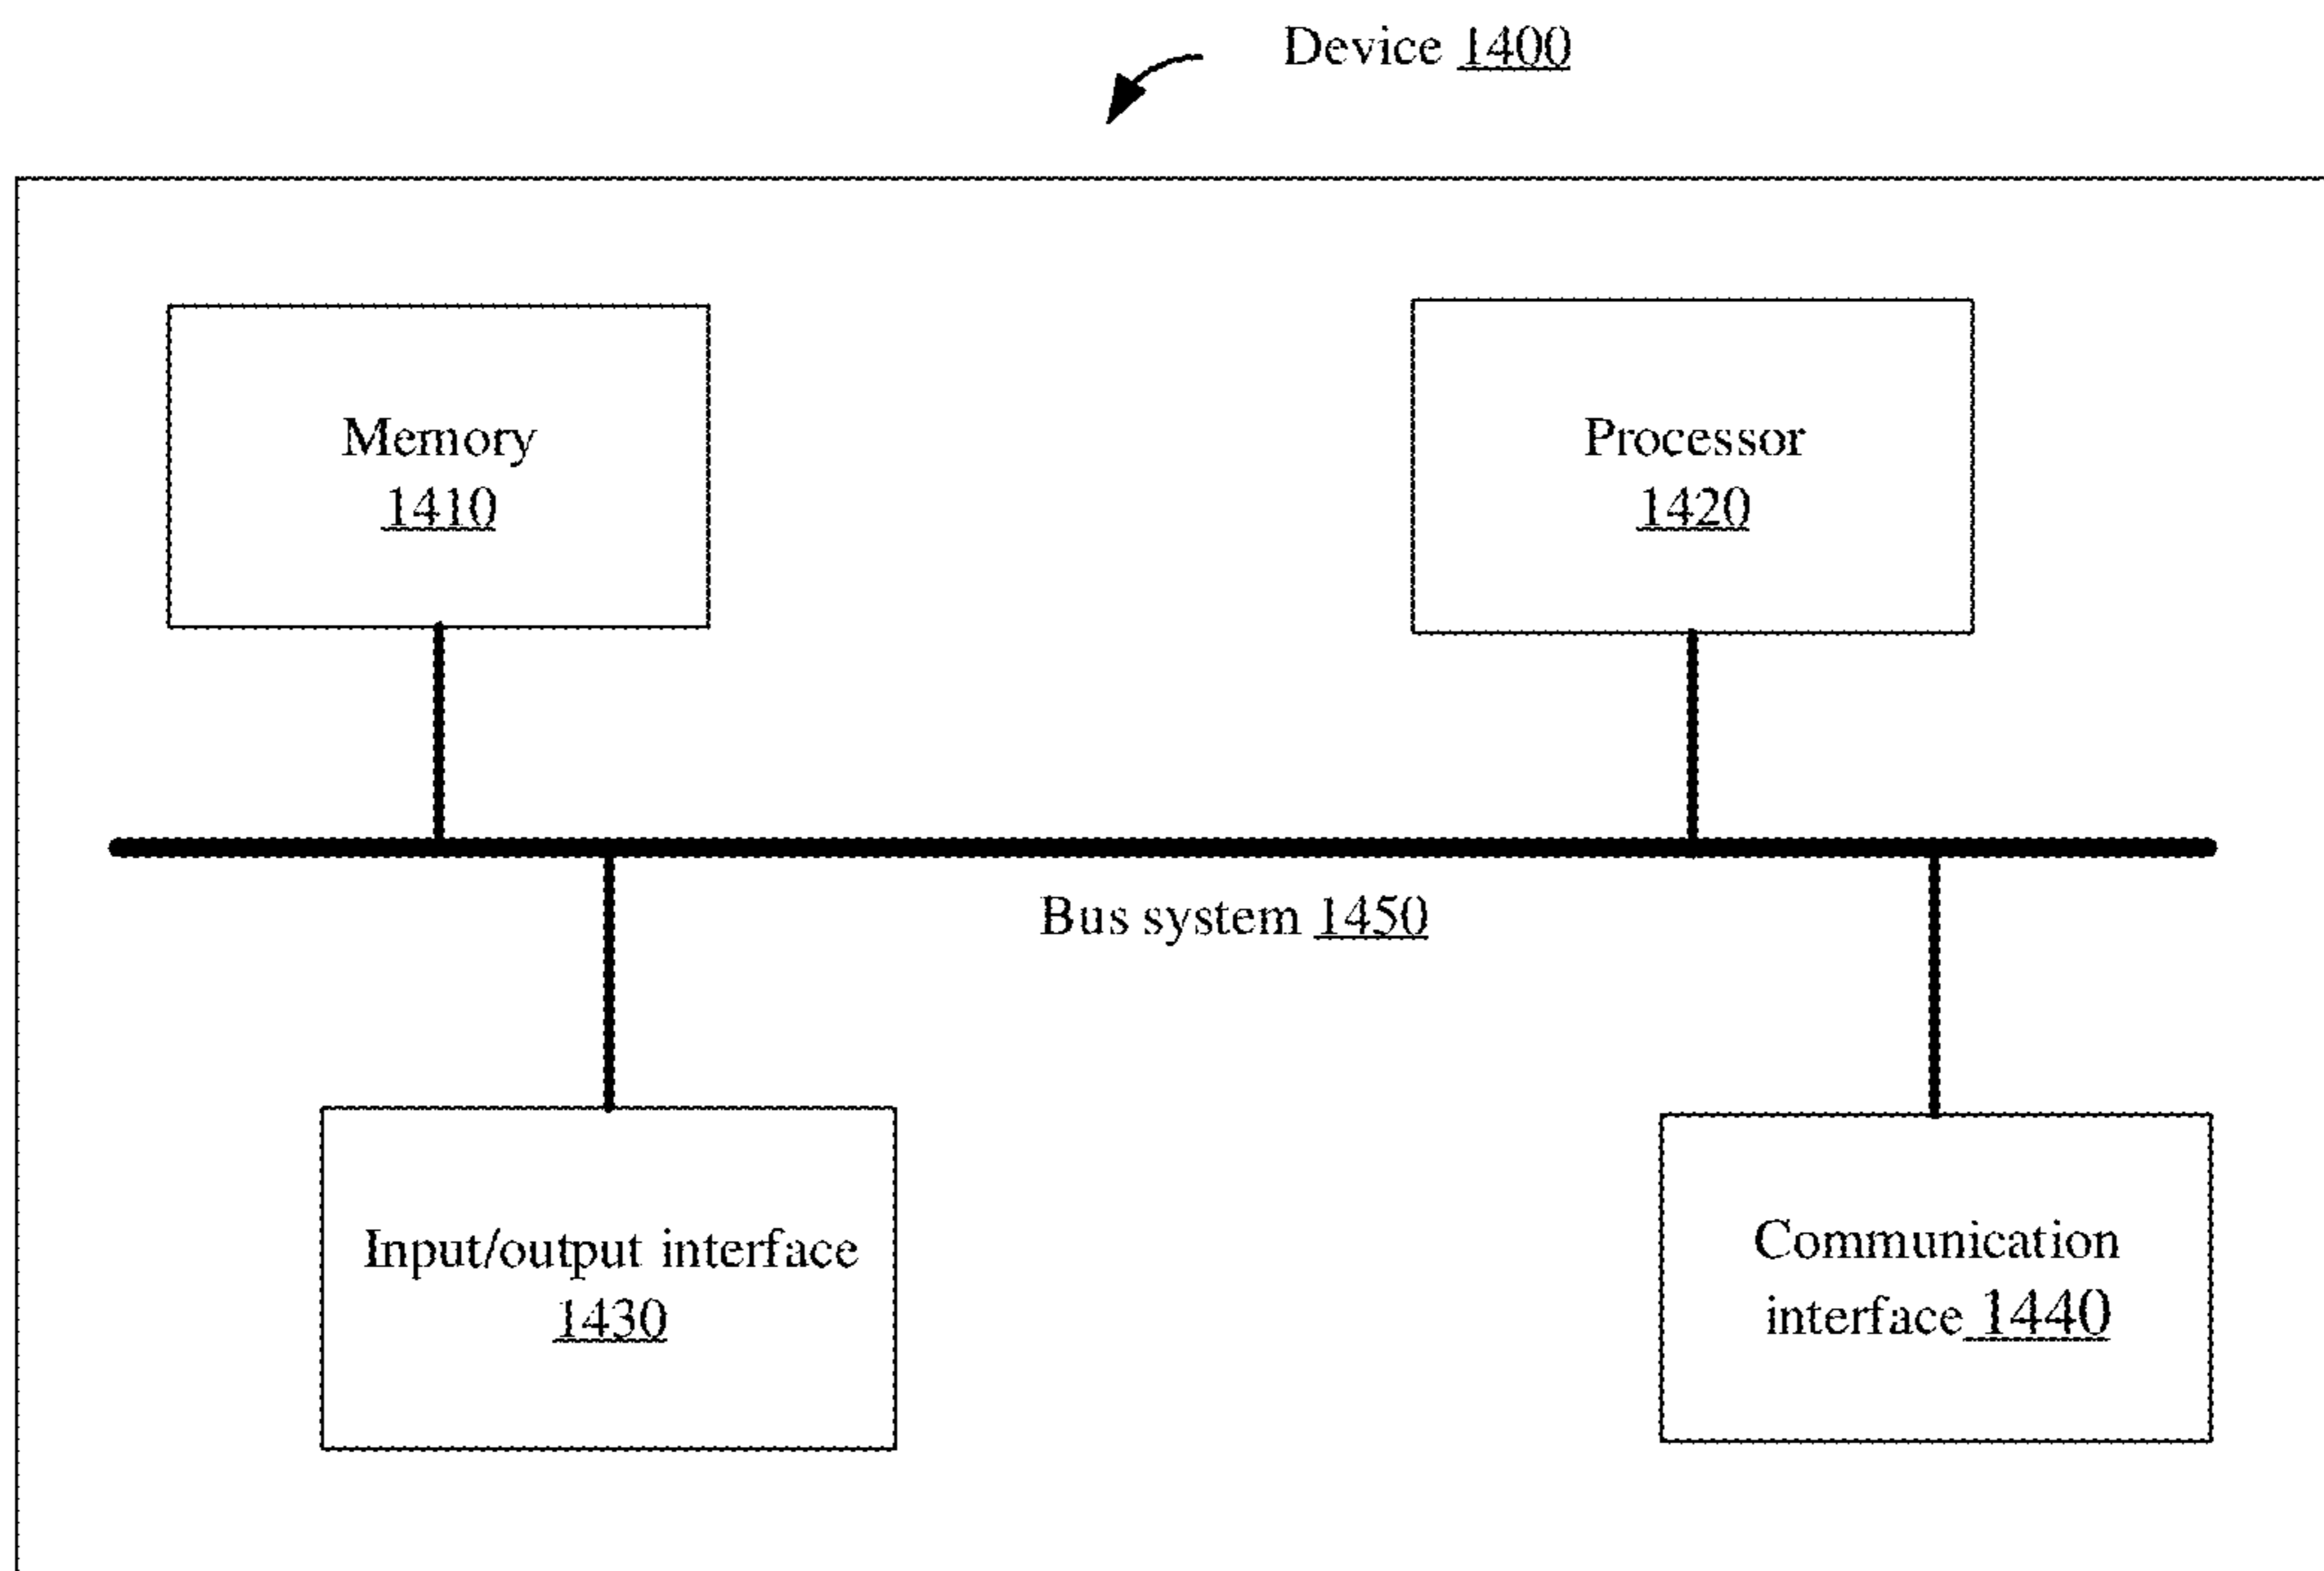 Device 1400
Memory
1410
Processor
1420
Bus system 1450
Input/output interface
1430
Communication
interface 1440